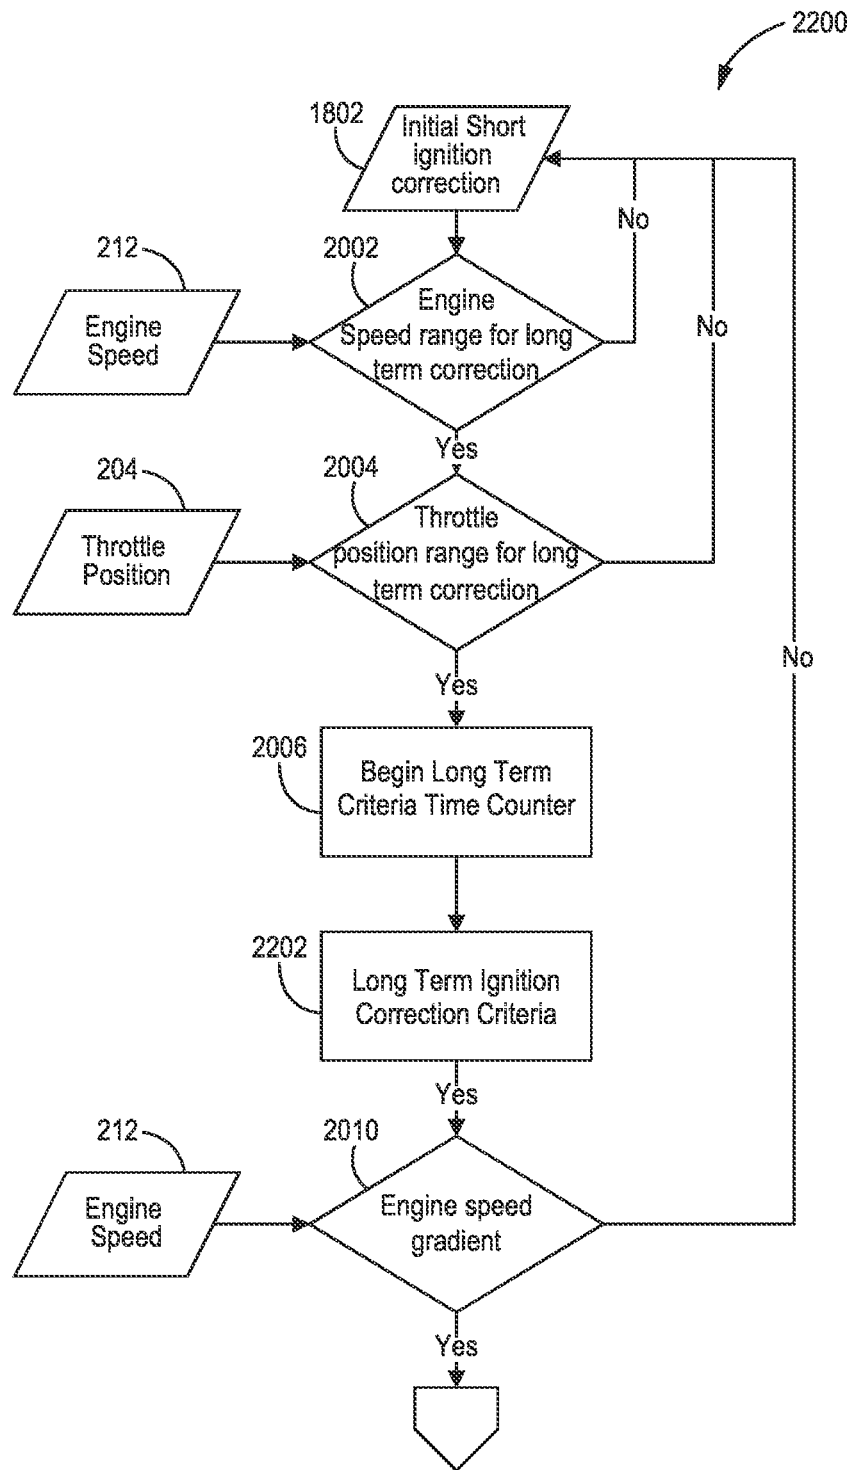 2200
1802
Initial Short
ignition
correction
No
212
2002
Engine
Speed
Engine
Speed range for long
term correction
No
Yes
204
2004
Throttle
Position
Throttle
position range for long
term correction
No
Yes
2006
Begin Long Term
Criteria Time Counter
2202
Long Term Ignition
Correction Criteria
Yes
212
2010
Engine
Speed
Engine speed
gradient
Yes